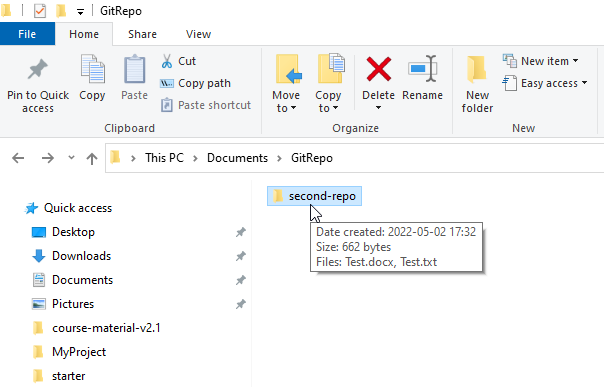 GitRepo
File Home Share View
Pin to Quick access
Copy
Paste
Cut
Copy path
Paste shortcut
Clipboard
Move to
Copy to
Delete
Rename
Organize
New folder
New item
Easy access
New
This PC > Documents > GitRepo
Quick access
Desktop
Downloads
Documents
Pictures
course-material-v2.1
MyProject
starter
second-repo
Date created: 2022-05-02 17:32
Size: 662 bytes
Files: Test.docx, Test.txt